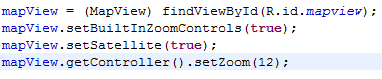 mapView = (MapView) findViewById(R.id.mapview);
mapView.setBuiltInZoomControls(true);
mapView.setSatellite(true);
mapView.getController().setZoom(12);